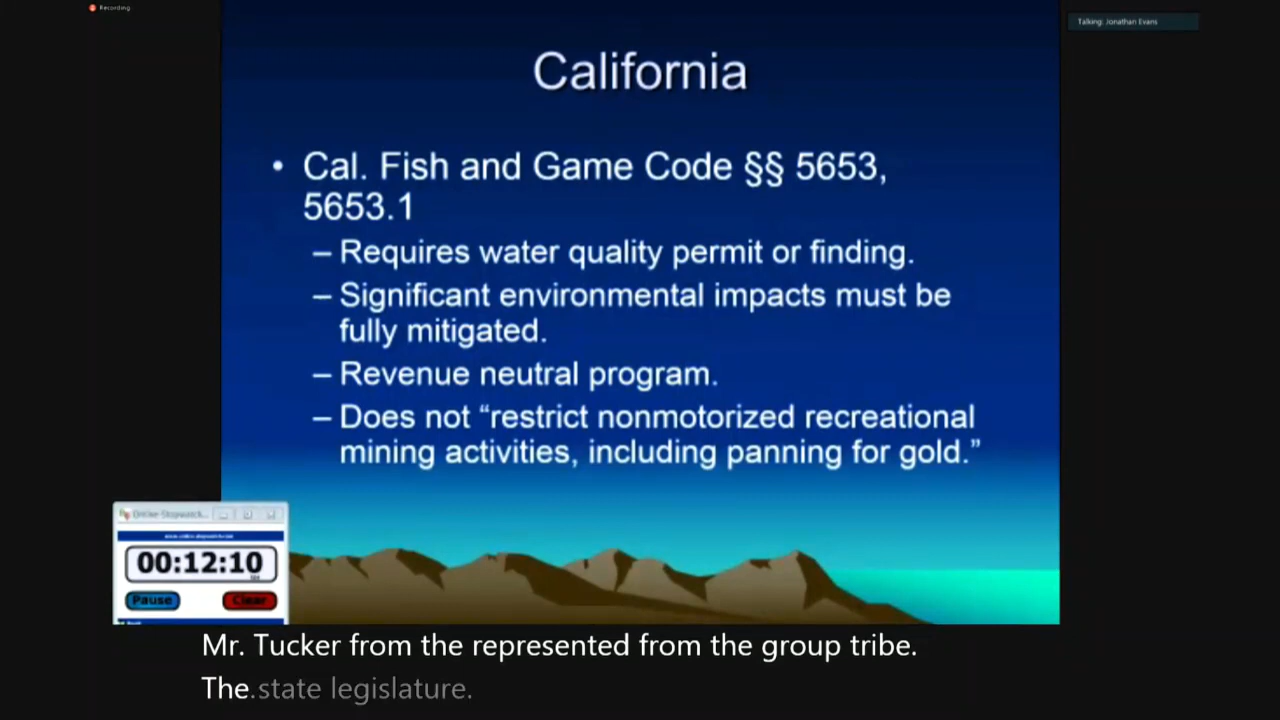 Recording
Talking: Jonathan Evans
California
• Cal. Fish and Game Code §§ 5653,
5653.1
– Requires water quality permit or finding.
– Significant environmental impacts must be
fully mitigated.
– Revenue neutral program.
– Does not “restrict nonmotorized recreational
mining activities, including panning for gold.”
Online Stopwatch...
00:12:10
Pause
Clear
Mr. Tucker from the represented from the group tribe.
The.state legislature.